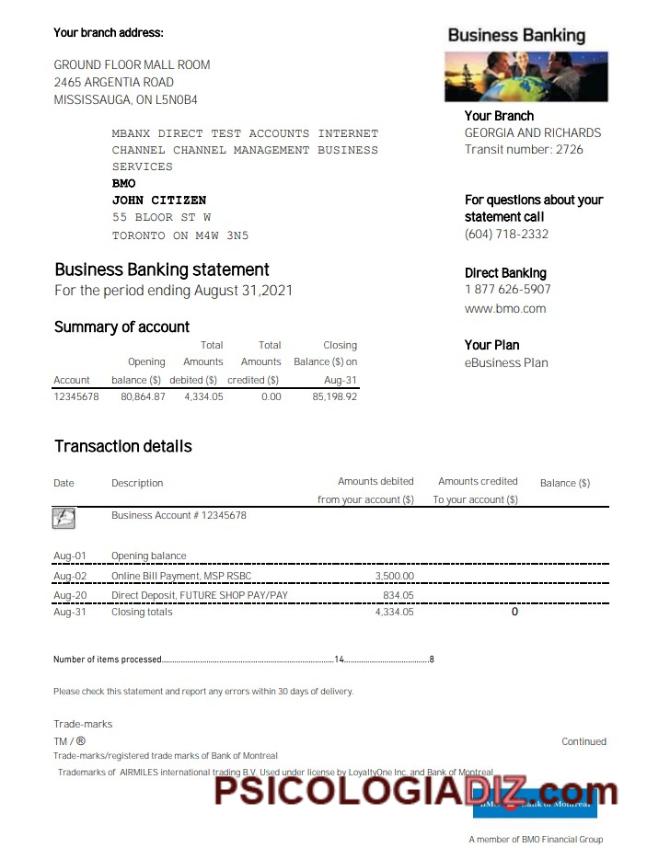 Your branch address:
GROUND FLOOR MALL ROOM
2465 ARGENTIA ROAD
MISSISSAUGA, ON L5N0B4
MBANX DIRECT TEST ACCOUNTS INTERNET
CHANNEL CHANNEL MANAGEMENT BUSINESS
SERVICES
BMO
JOHN CITIZEN
55 BLOOR ST W
TORONTO ON M4W 3N5
Business Banking
Your Branch
GEORGIA AND RICHARDS
Transit number: 2726
For questions about your
statement call
(604) 718-2332
Direct Banking
1 877 626-5907
www.bmo.com
Your Plan
eBusiness Plan
Business Banking statement
For the period ending August 31,2021
Summary of account
Total Total Closing
Opening Amounts Amounts Balance ($) on
Account balance ($) debited ($) credited ($) Aug-31
12345678 80,864.87 4,334.05 0.00 85,198.92
Transaction details
Date Description Amounts debited Amounts credited Balance ($)
from your account ($) To your account ($)
Business Account # 12345678
Aug-01 Opening balance
Aug-02 Online Bill Payment, MSP RSBC 3,500.00
Aug-20 Direct Deposit, FUTURE SHOP PAY/PAY 834.05
Aug-31 Closing totals 4,334.05 0
Number of items processed.....14.....8
Please check this statement and report any errors within 30 days of delivery.
Trade-marks
TM / ® Continued
Trade-marks/registered trade marks of Bank of Montreal
Trademarks of AIRMILES international trading B.V. Used under license by LoyaltyOne Inc. and Bank of Montreal
PSICOLOGIADIZ.com
Bank of Montreal
A member of BMO Financial Group